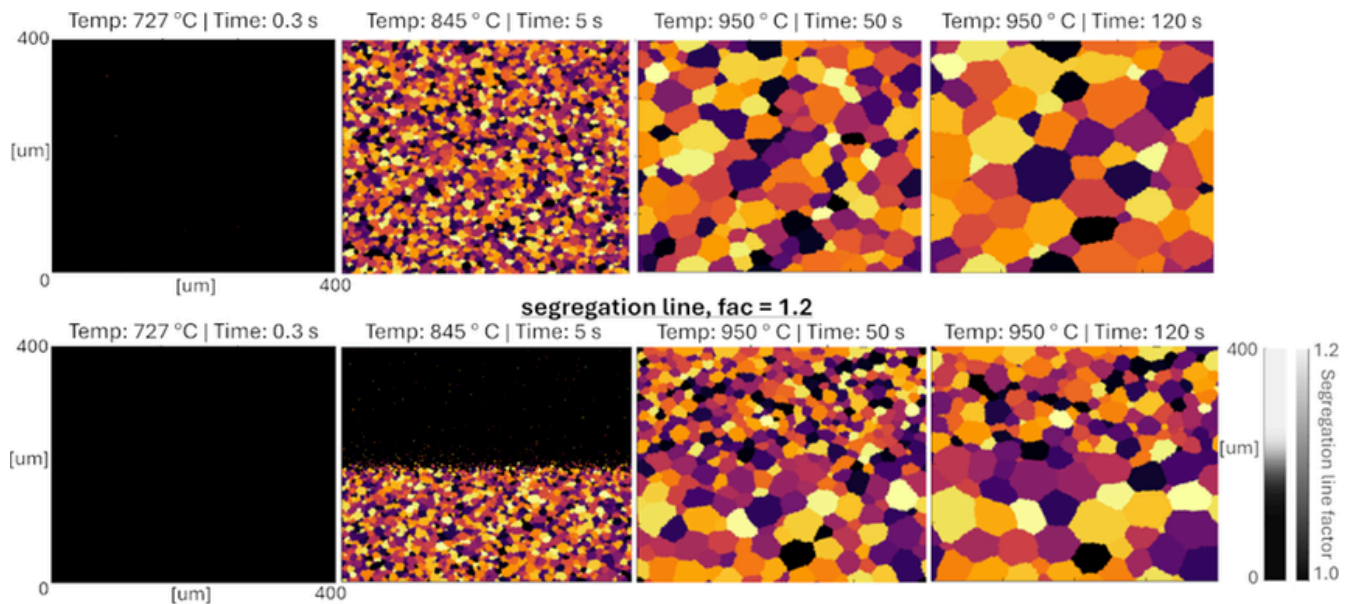 Temp: 727 °C | Time: 0.3 s
Temp: 845 ° C | Time: 5 s
Temp: 950 ° C | Time: 50 s
Temp: 950 ° C | Time: 120 s
400
[um]
0
[um]
400
segregation line, fac = 1.2
Temp: 727 °C | Time: 0.3 s
Temp: 845 ° C | Time: 5 s
Temp: 950 ° C | Time: 50 s
Temp: 950 ° C | Time: 120 s
400
[um]
0
[um]
400
400
[um]
0
1.2
Segregation line factor
1.0